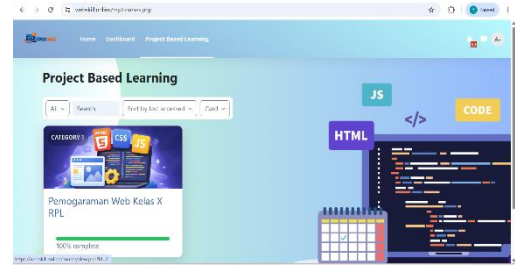 Home Dashboard Project Based Learning
Project Based Learning
All Search Sort by last accessed Card
CATEGORY 1
HTML CSS JS
Pemograraman Web Kelas X
RPL
100% complete
JS
</>
CODE
HTML